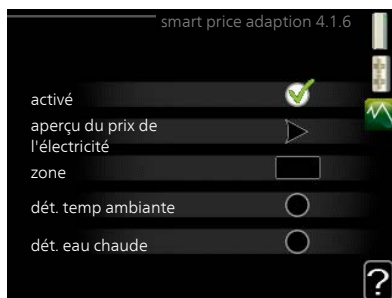 smart price adaption 4.1.6
activé
aperçu du prix de
l'électricité
zone
dét. temp ambiante
dét. eau chaude
?